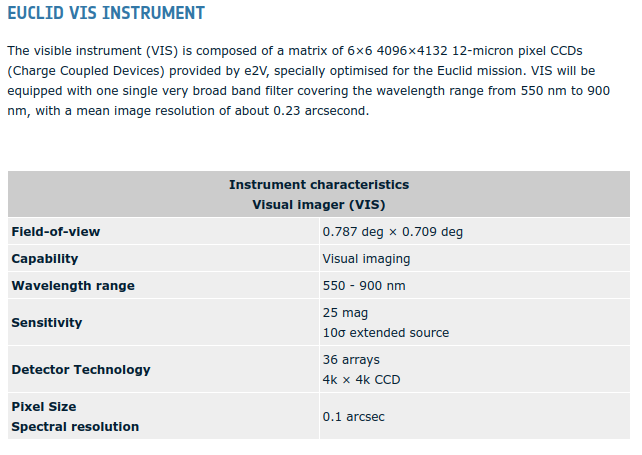 EUCLID VIS INSTRUMENT
The visible instrument (VIS) is composed of a matrix of 6×6 4096×4132 12-micron pixel CCDs
(Charge Coupled Devices) provided by e2V, specially optimised for the Euclid mission. VIS will be
equipped with one single very broad band filter covering the wavelength range from 550 nm to 900
nm, with a mean image resolution of about 0.23 arcsecond.
Instrument characteristics
Visual imager (VIS)
Field-of-view 0.787 deg × 0.709 deg
Capability Visual imaging
Wavelength range 550 - 900 nm
Sensitivity
25 mag
10σ extended source
Detector Technology
36 arrays
4k × 4k CCD
Pixel Size
Spectral resolution
0.1 arcsec